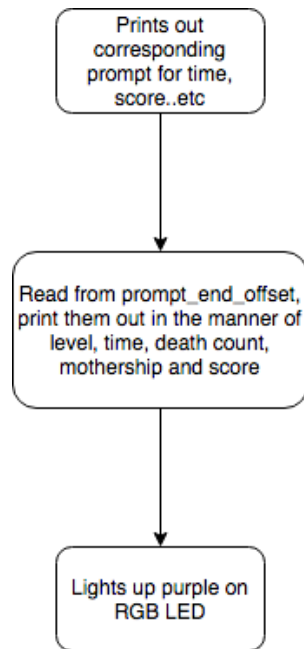 Prints out
corresponding
prompt for time,
score..etc
Read from prompt_end_offset,
print them out in the manner of
level, time, death count,
mothership and score
Lights up purple on
RGB LED